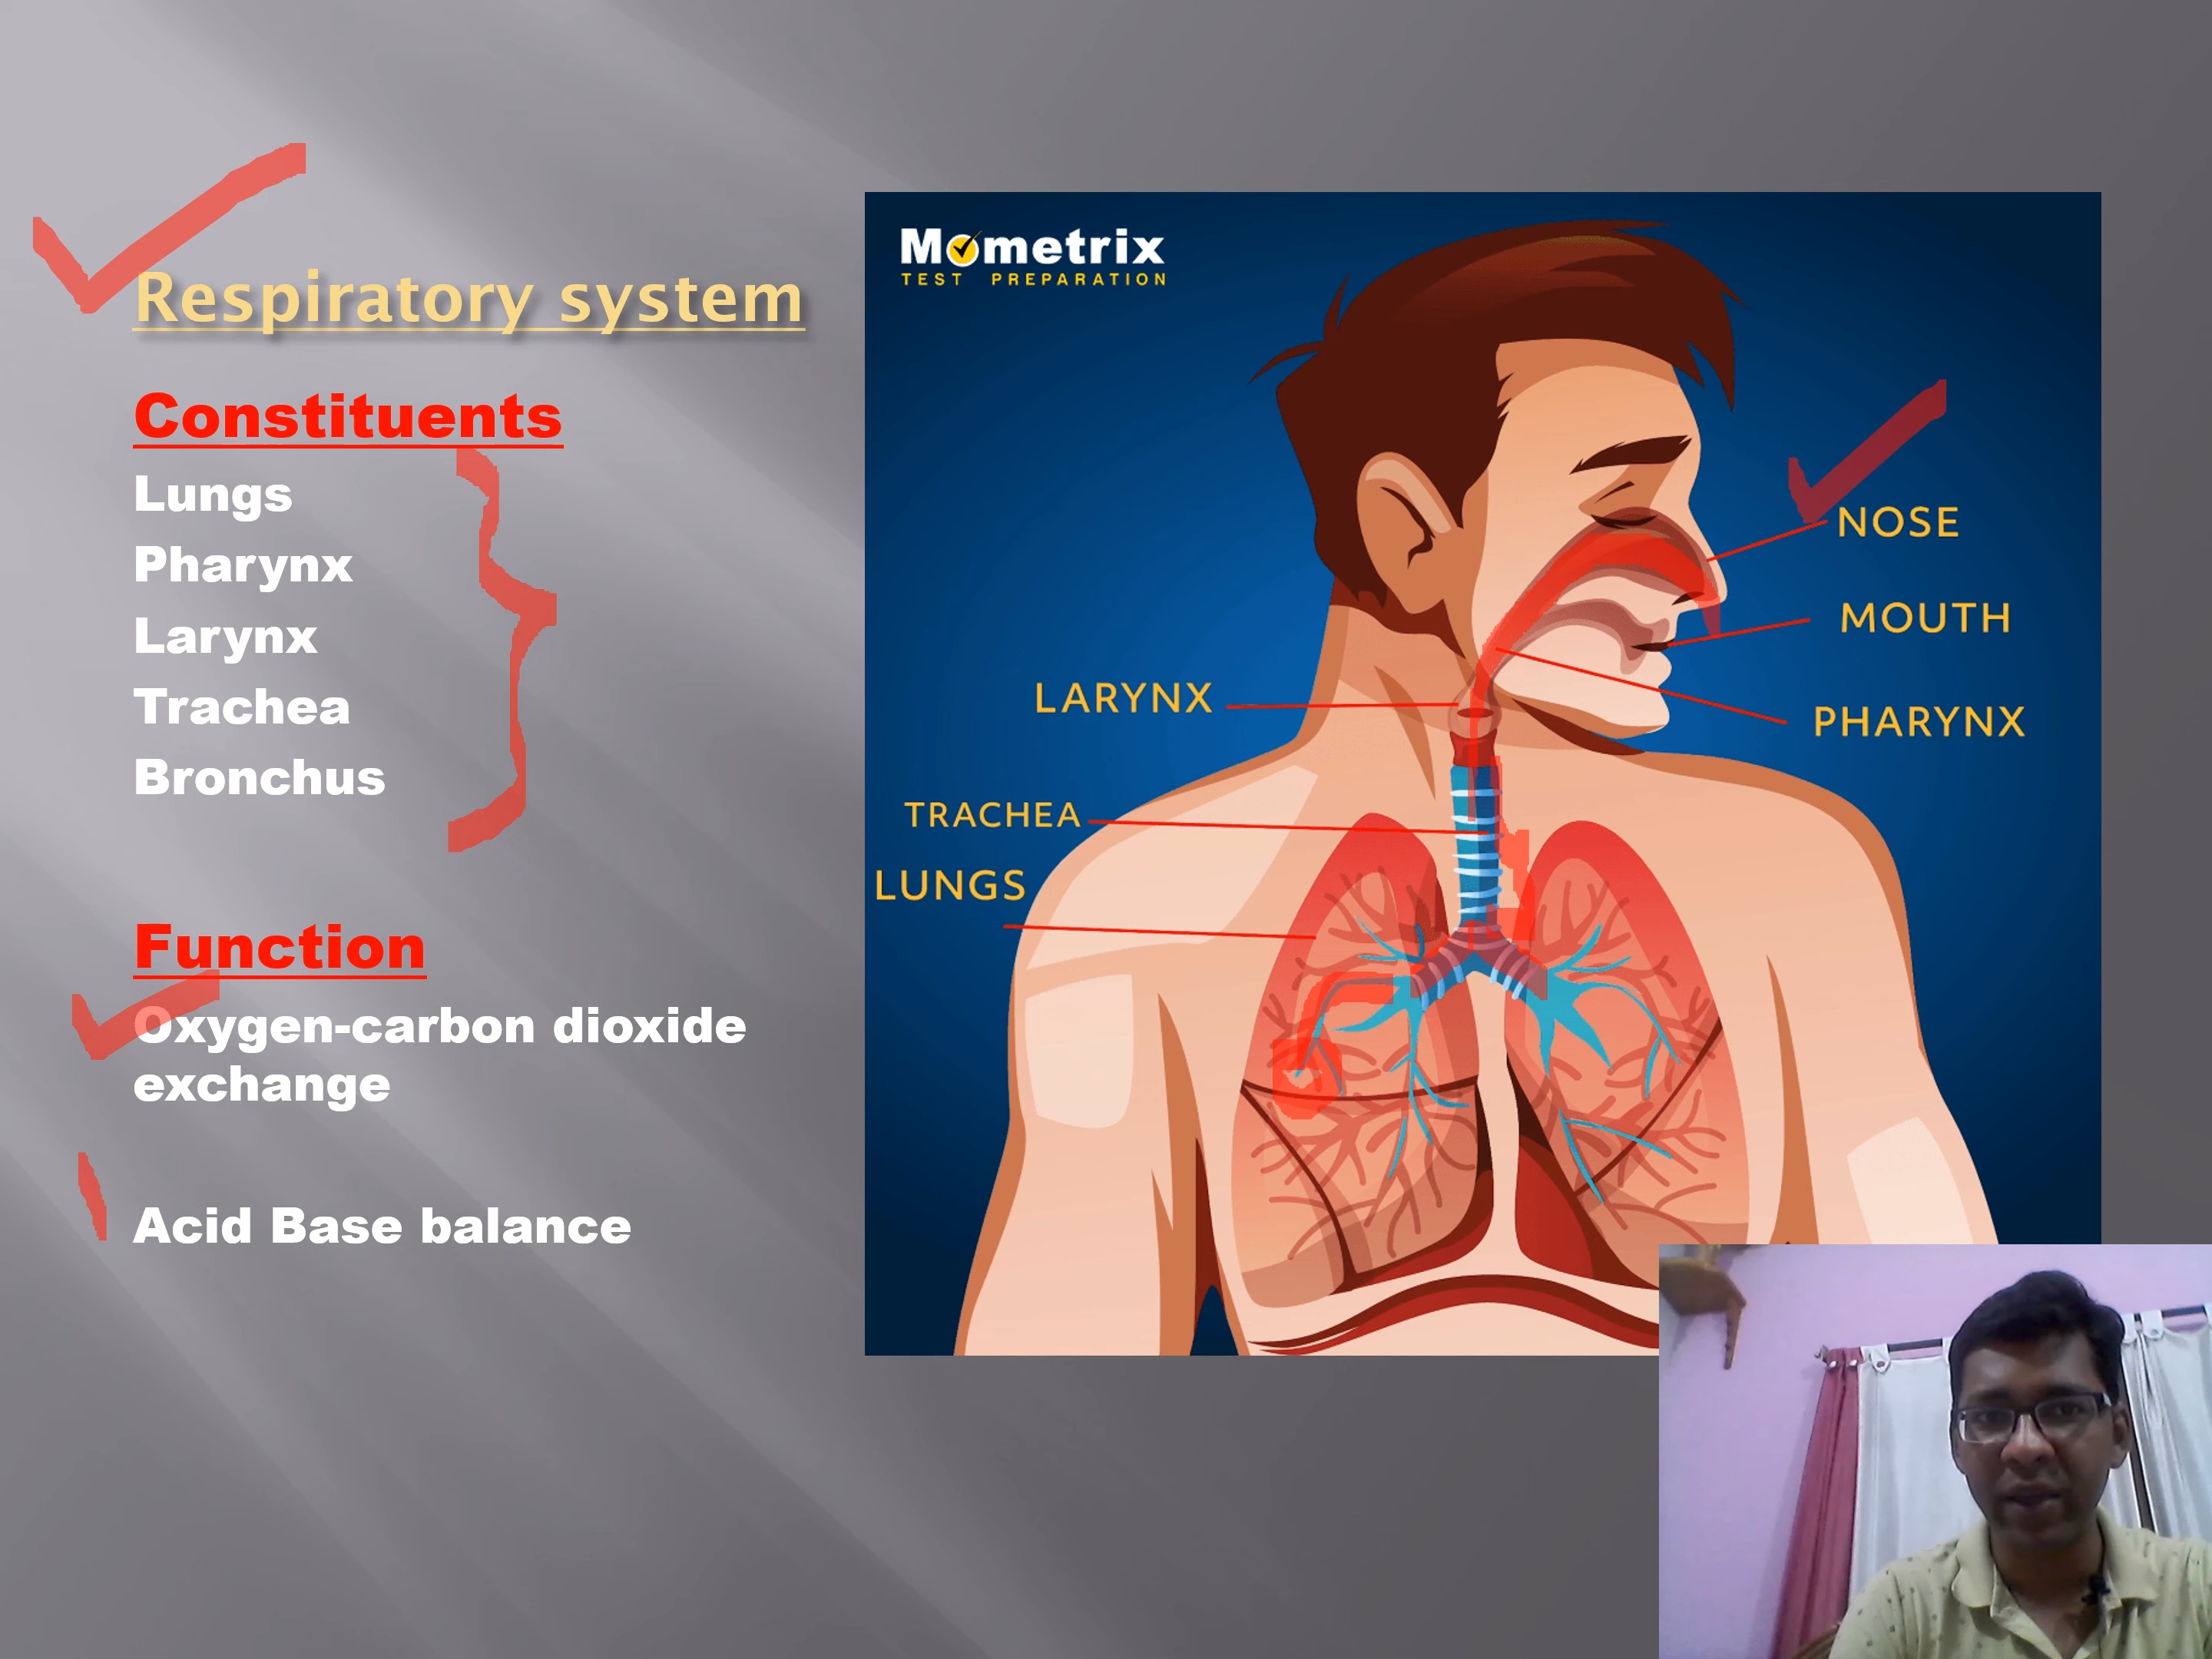 Respiratory system
Constituents
Lungs
Pharynx
Larynx
Trachea
Bronchus
Function
Oxygen-carbon dioxide
exchange
Acid Base balance
Mometrix
TEST PREPARATION
NOSE
MOUTH
LARYNX
PHARYNX
TRACHEA
LUNGS